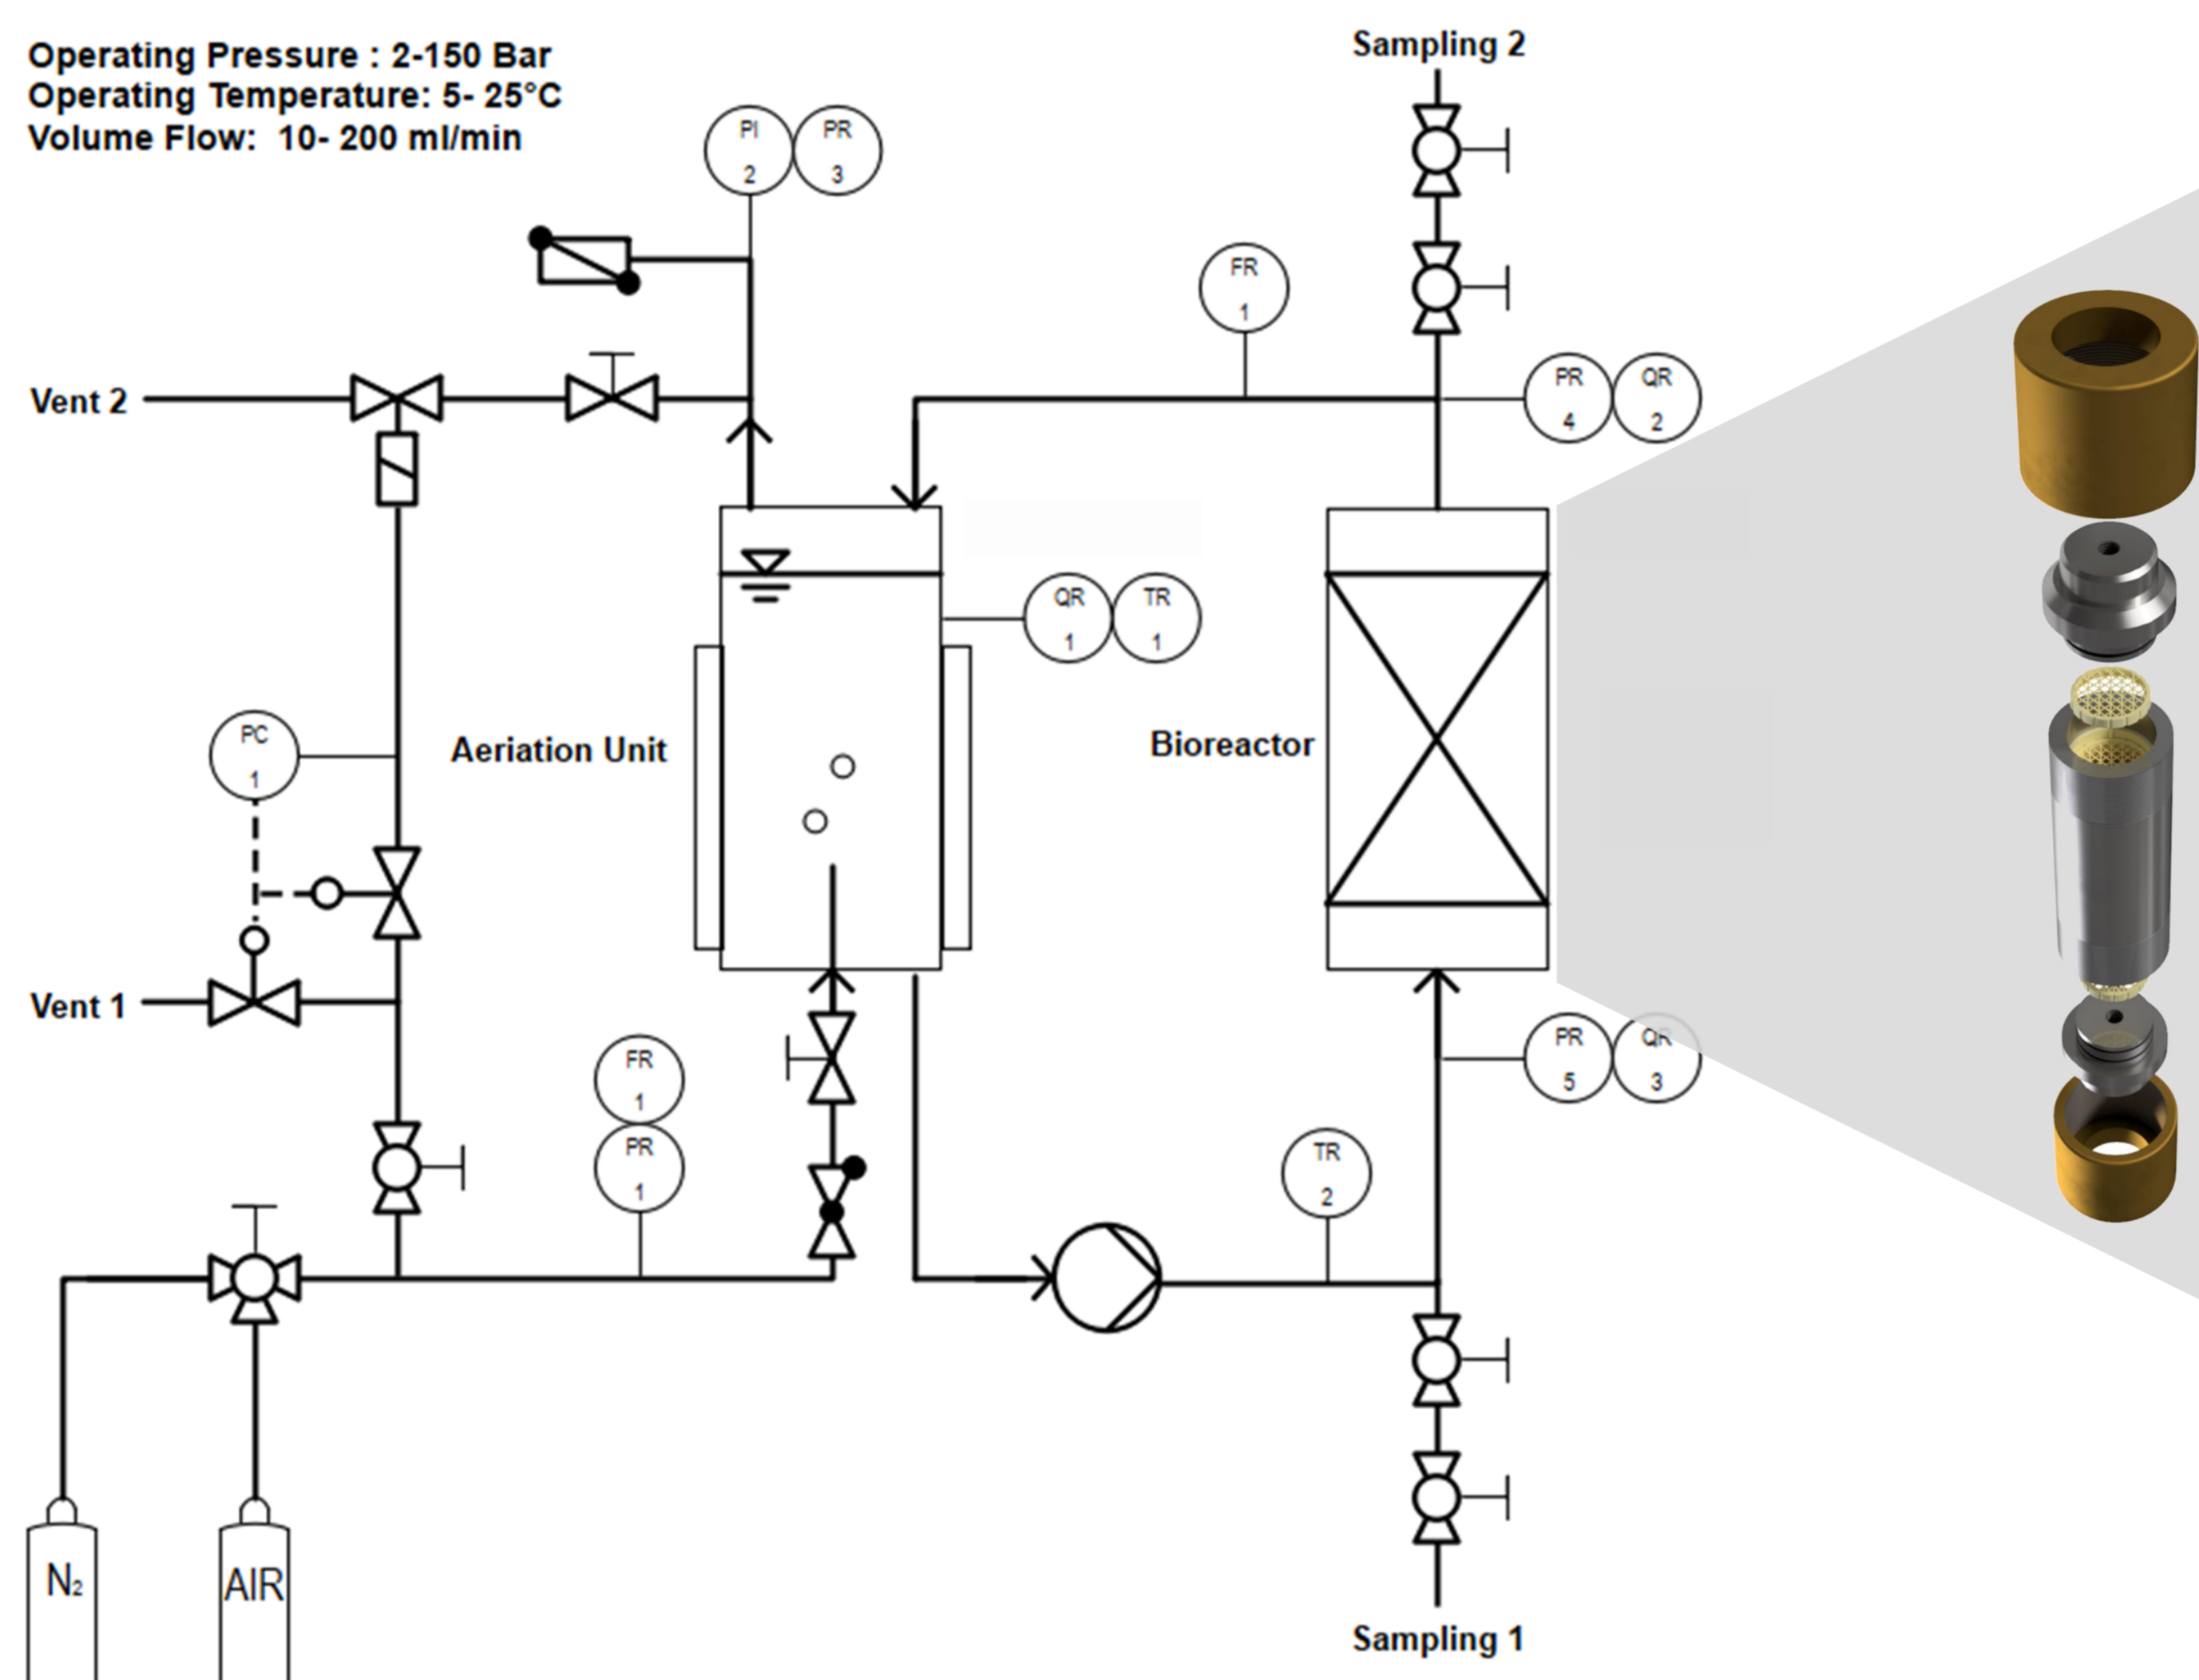 Operating Pressure : 2-150 Bar
Operating Temperature: 5- 25°C
Volume Flow:  10- 200 ml/min
Sampling 2
PI
2
PR
3
FR
1
Vent 2
PR
4
QR
2
QR
1
TR
1
PC
1
Aeriation Unit
Bioreactor
Vent 1
FR
1
PR
1
PR
5
QR
3
TR
2
N₂
AIR
Sampling 1